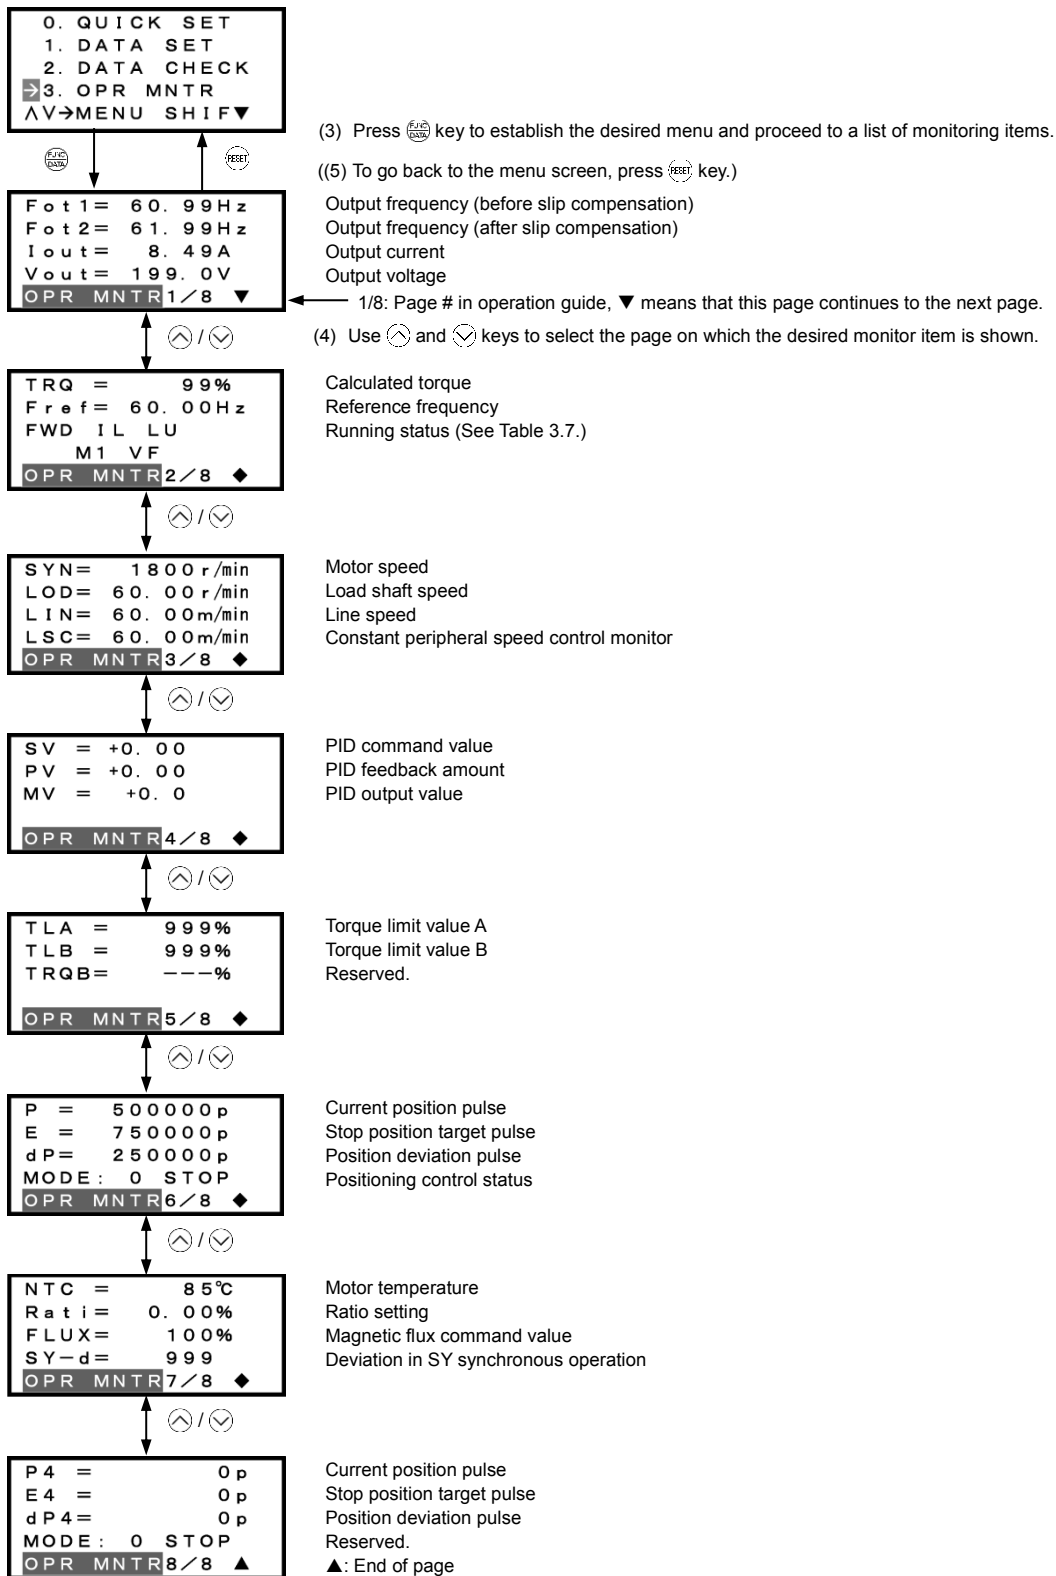 0. QUICK SET
1. DATA SET
2. DATA CHECK
→3. OPR MNTR
∧∨→MENU SHIF▼
(3) Press FUNC DATA key to establish the desired menu and proceed to a list of monitoring items.
FUNC DATA
RESET
((5) To go back to the menu screen, press RESET key.)
Fot1= 60.99Hz
Output frequency (before slip compensation)
Fot2= 61.99Hz
Output frequency (after slip compensation)
Iout= 8.49A
Output current
Vout= 199.0V
Output voltage
OPR MNTR1/8 ▼
1/8: Page # in operation guide, ▼ means that this page continues to the next page.
∧ / ∨
(4) Use ∧ and ∨ keys to select the page on which the desired monitor item is shown.
TRQ = 99%
Calculated torque
Fref= 60.00Hz
Reference frequency
FWD IL LU
Running status (See Table 3.7.)
M1 VF
OPR MNTR2/8 ◆
∧ / ∨
SYN= 1800r/min
Motor speed
LOD= 60.00r/min
Load shaft speed
LIN= 60.00m/min
Line speed
LSC= 60.00m/min
Constant peripheral speed control monitor
OPR MNTR3/8 ◆
∧ / ∨
SV = +0.00
PID command value
PV = +0.00
PID feedback amount
MV = +0.0
PID output value
OPR MNTR4/8 ◆
∧ / ∨
TLA = 999%
Torque limit value A
TLB = 999%
Torque limit value B
TRQB= ---%
Reserved.
OPR MNTR5/8 ◆
∧ / ∨
P = 500000p
Current position pulse
E = 750000p
Stop position target pulse
dP= 250000p
Position deviation pulse
MODE: 0 STOP
Positioning control status
OPR MNTR6/8 ◆
∧ / ∨
NTC = 85℃
Motor temperature
Rati= 0.00%
Ratio setting
FLUX= 100%
Magnetic flux command value
SY-d= 999
Deviation in SY synchronous operation
OPR MNTR7/8 ◆
∧ / ∨
P4 = 0p
Current position pulse
E4 = 0p
Stop position target pulse
dP4= 0p
Position deviation pulse
MODE: 0 STOP
Reserved.
OPR MNTR8/8 ▲
▲: End of page